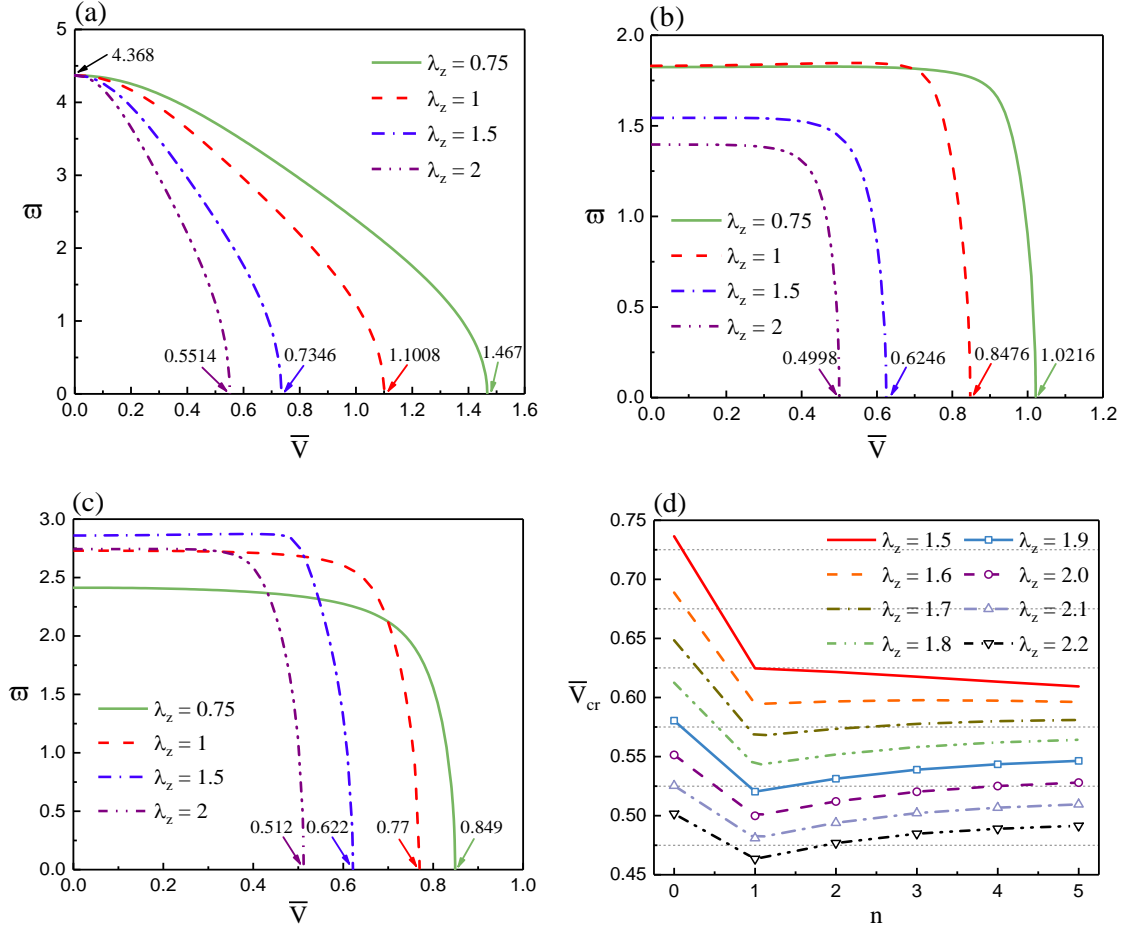 (a)
5
4
3
2
1
0
ϖ
4.368
λz = 0.75
λz = 1
λz = 1.5
λz = 2
0.5514
0.7346
1.1008
1.467
0.0 0.2 0.4 0.6 0.8 1.0 1.2 1.4 1.6
V̅
(b)
2.0
1.5
1.0
0.5
0.0
ϖ
λz = 0.75
λz = 1
λz = 1.5
λz = 2
0.4998
0.6246
0.8476
1.0216
0.0 0.2 0.4 0.6 0.8 1.0 1.2
V̅
(c)
3.0
2.5
2.0
1.5
1.0
0.5
0.0
ϖ
λz = 0.75
λz = 1
λz = 1.5
λz = 2
0.512
0.622
0.77
0.849
0.0 0.2 0.4 0.6 0.8 1.0
V̅
(d)
0.75
0.70
0.65
0.60
0.55
0.50
0.45
V̅cr
λz = 1.5
λz = 1.6
λz = 1.7
λz = 1.8
λz = 1.9
λz = 2.0
λz = 2.1
λz = 2.2
0 1 2 3 4 5
n